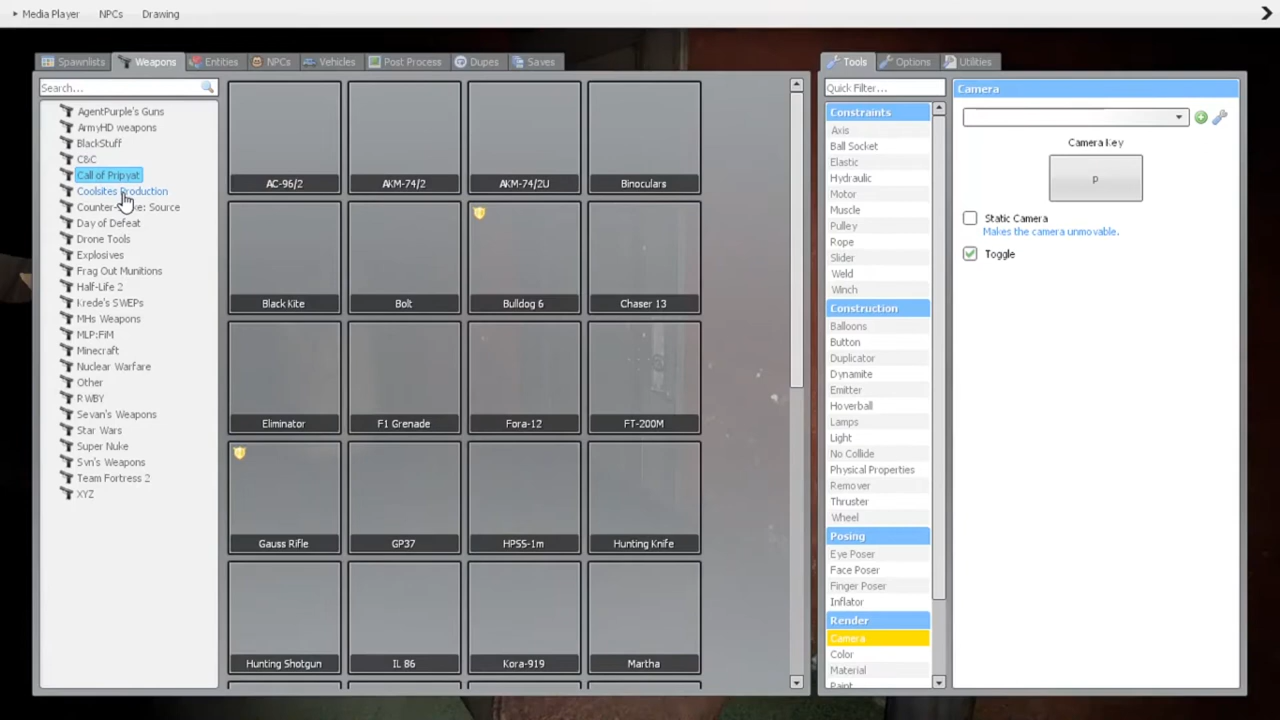 Media Player NPCs Drawing
Spawnlists Weapons Entities NPCs Vehicles Post Process Dupes Saves
Search...
AgentPurple's Guns
ArmyHD weapons
BlackStuff
C&C
Call of Pripyat
Coolsites Production
Counter- : Source
Day of Defeat
Drone Tools
Explosives
Frag Out Munitions
Half-Life 2
Krede's SWEPs
MHs Weapons
MLP:FiM
Minecraft
Nuclear Warfare
Other
RWBY
Sevan's Weapons
Star Wars
Super Nuke
Svn's Weapons
Team Fortress 2
XYZ
AC-96/2 AKM-74/2 AKM-74/2U Binoculars
Black Kite Bolt Bulldog 6 Chaser 13
Eliminator F1 Grenade Fora-12 FT-200M
Gauss Rifle GP37 HPSS-1m Hunting Knife
Hunting Shotgun IL 86 Kora-919 Martha
Tools Options Utilities
Quick Filter...
Constraints
Axis
Ball Socket
Elastic
Hydraulic
Motor
Muscle
Pulley
Rope
Slider
Weld
Winch
Construction
Balloons
Button
Duplicator
Dynamite
Emitter
Hoverball
Lamps
Light
No Collide
Physical Properties
Remover
Thruster
Wheel
Posing
Eye Poser
Face Poser
Finger Poser
Inflator
Render
Camera
Color
Material
Paint
Camera
Camera Key
p
Static Camera
Makes the camera unmovable.
Toggle